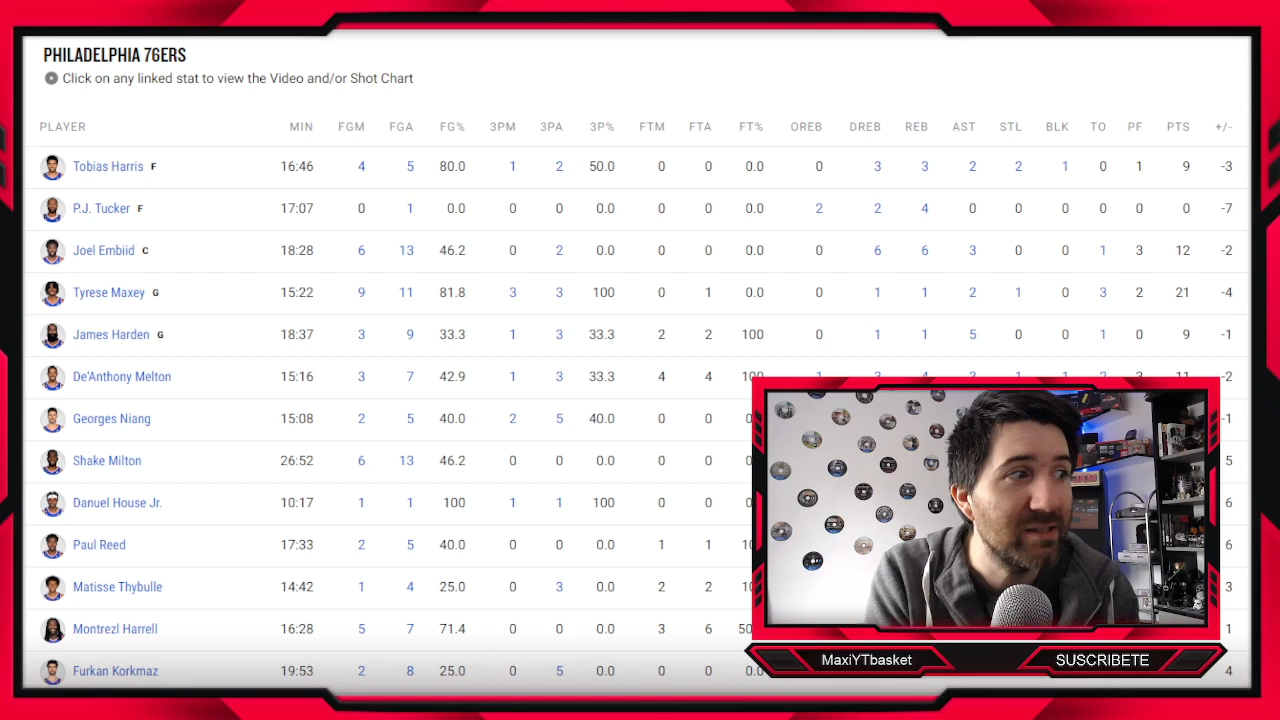 PHILADELPHIA 76ERS
Click on any linked stat to view the Video and/or Shot Chart
PLAYER MIN FGM FGA FG% 3PM 3PA 3P% FTM FTA FT% OREB DREB REB AST STL BLK TO PF PTS +/-
Tobias Harris F 16:46 4 5 80.0 1 2 50.0 0 0 0.0 0 3 3 2 2 1 0 1 9 -3
P.J. Tucker F 17:07 0 1 0.0 0 0 0.0 0 0 0.0 2 2 4 0 0 0 0 0 0 -7
Joel Embiid C 18:28 6 13 46.2 0 2 0.0 0 0 0.0 0 6 6 3 0 0 1 3 12 -2
Tyrese Maxey G 15:22 9 11 81.8 3 3 100 0 1 0.0 0 1 1 2 1 0 3 2 21 -4
James Harden G 18:37 3 9 33.3 1 3 33.3 2 2 100 0 1 1 5 0 0 1 0 9 -1
De'Anthony Melton 15:16 3 7 42.9 1 3 33.3 4 4 -2
Georges Niang 15:08 2 5 40.0 2 5 40.0 0 0 -1
Shake Milton 26:52 6 13 46.2 0 0 0.0 0 0 5
Danuel House Jr. 10:17 1 1 100 1 1 100 0 0 6
Paul Reed 17:33 2 5 40.0 0 0 0.0 1 1 6
Matisse Thybulle 14:42 1 4 25.0 0 3 0.0 2 2 3
Montrezl Harrell 16:28 5 7 71.4 0 0 0.0 3 6 1
Furkan Korkmaz 19:53 2 8 25.0 0 5 0.0 0 0 4
MaxiYTbasket
SUSCRIBETE